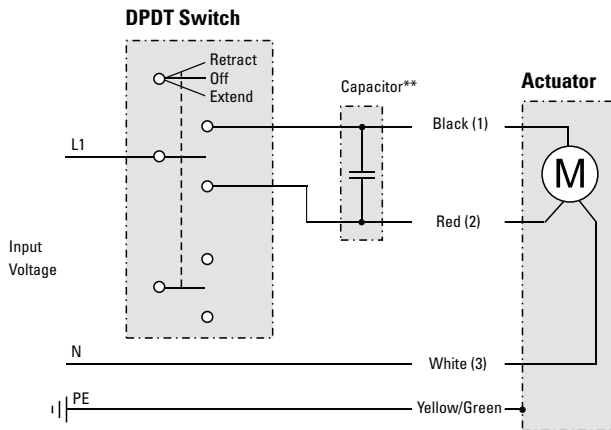 DPDT Switch
Retract
Off
Extend
Capacitor**
Actuator
Black (1)
L1
M
Red (2)
Input
Voltage
N
White (3)
PE
Yellow/Green